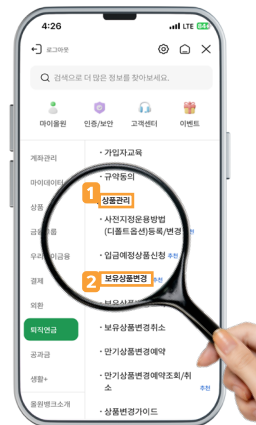 4:26
LTE
로그아웃
검색으로 더 많은 정보를 찾아보세요.
마이올원
인증/보안
고객센터
이벤트
계좌관리
마이데이터
상품
금융
우리
결제
외환
퇴직연금
공과금
생활+
올원뱅크소개
· 가입자교육
· 규약동의
1
상품관리
· 사전지정운용방법
(디폴트옵션)등록/변경
· 입금예정상품신청 추천
2
보유상품변경 추천
· 보유상품변경취소
· 만기상품변경예약
· 만기상품변경예약조회/취
소 추천
· 상품변경가이드